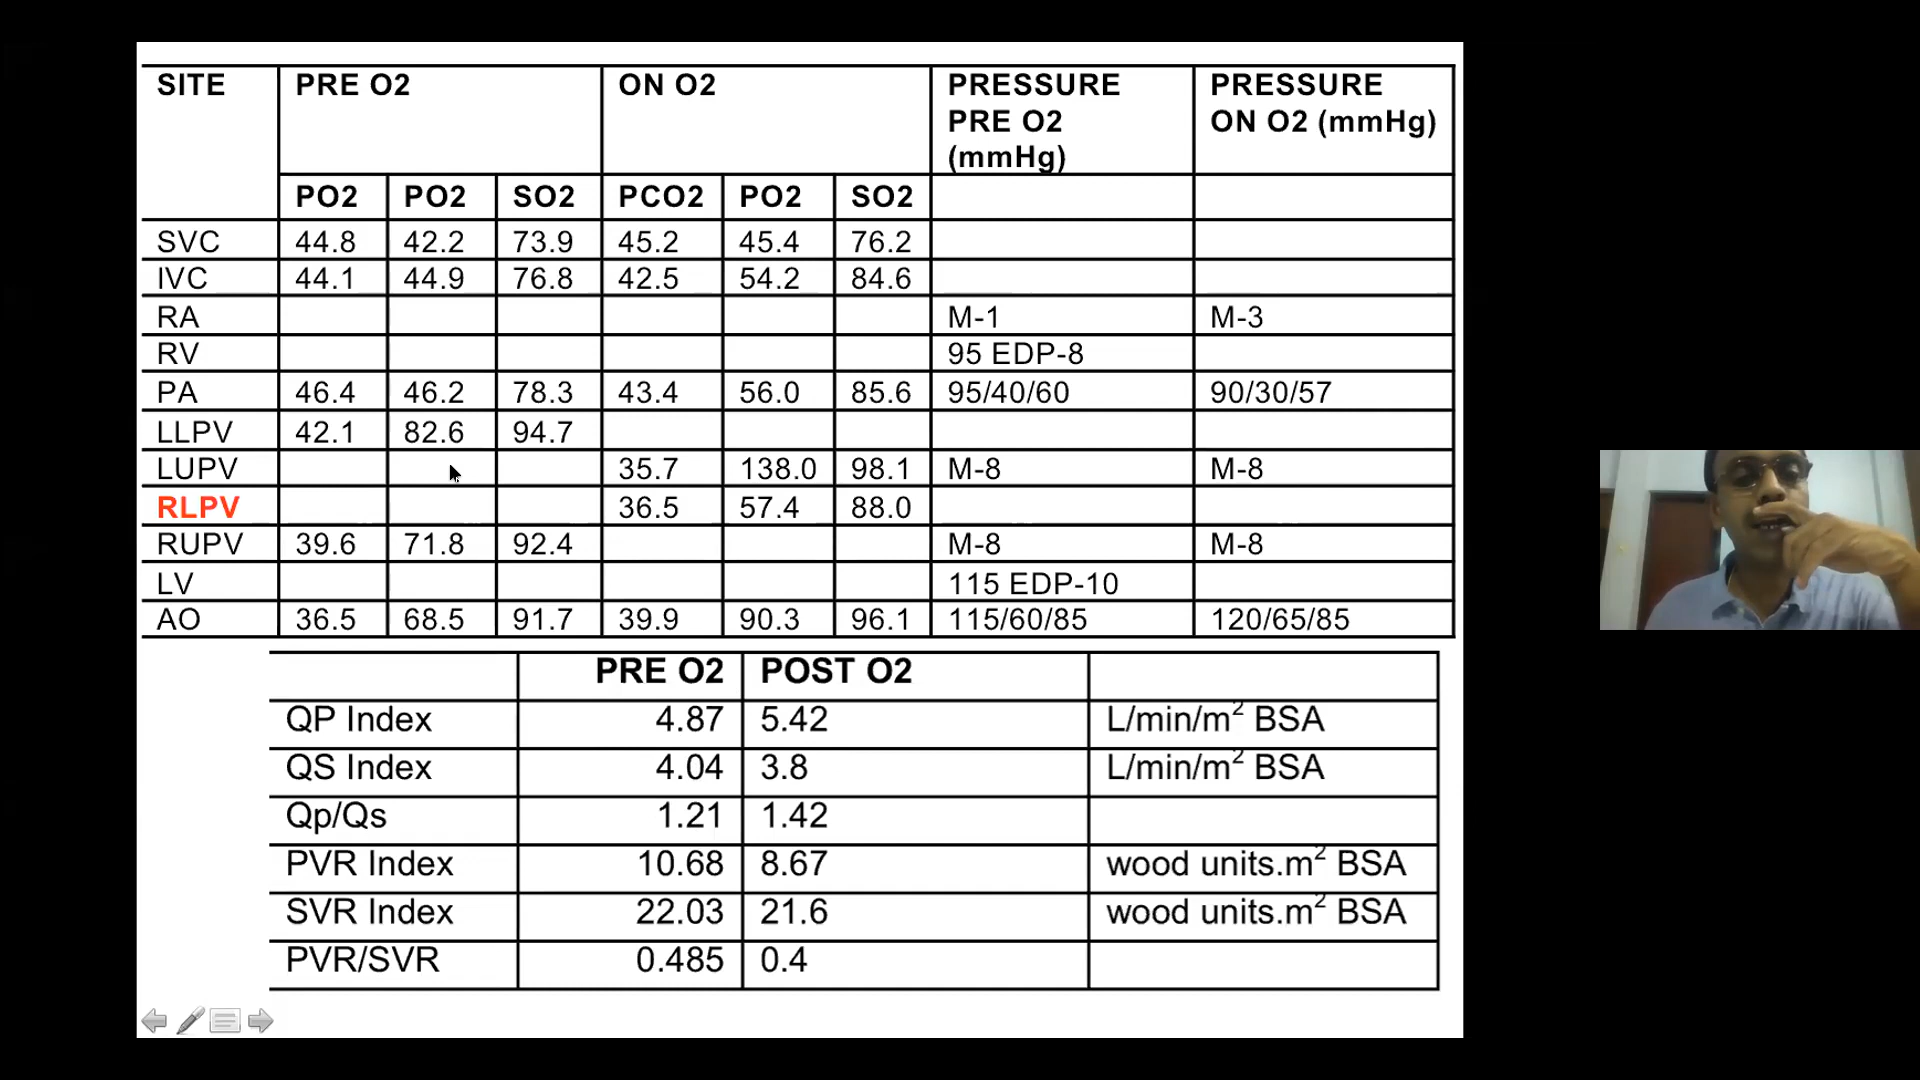 SITE PRE O2 ON O2 PRESSURE PRE O2 (mmHg) PRESSURE ON O2 (mmHg)
PO2 PO2 SO2 PCO2 PO2 SO2
SVC 44.8 42.2 73.9 45.2 45.4 76.2
IVC 44.1 44.9 76.8 42.5 54.2 84.6
RA M-1 M-3
RV 95 EDP-8
PA 46.4 46.2 78.3 43.4 56.0 85.6 95/40/60 90/30/57
LLPV 42.1 82.6 94.7
LUPV 35.7 138.0 98.1 M-8 M-8
RLPV 36.5 57.4 88.0
RUPV 39.6 71.8 92.4 M-8 M-8
LV 115 EDP-10
AO 36.5 68.5 91.7 39.9 90.3 96.1 115/60/85 120/65/85
PRE O2 POST O2
QP Index 4.87 5.42 L/min/m² BSA
QS Index 4.04 3.8 L/min/m² BSA
Qp/Qs 1.21 1.42
PVR Index 10.68 8.67 wood units.m² BSA
SVR Index 22.03 21.6 wood units.m² BSA
PVR/SVR 0.485 0.4